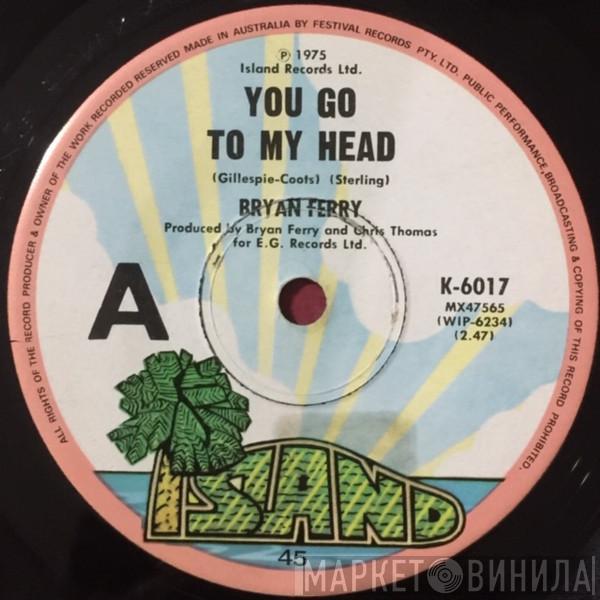 ALL RIGHTS OF THE RECORD PRODUCER & OWNER OF THE WORK RECORDED RESERVED MADE IN AUSTRALIA BY FESTIVAL RECORDS PTY. LTD. PUBLIC PERFORMANCE, BROADCASTING & COPYING OF THIS RECORD PROHIBITED.
℗ 1975
Island Records Ltd.
YOU GO
TO MY HEAD
(Gillespie-Coots) (Sterling)
BRYAN FERRY
Produced by Bryan Ferry and Chris Thomas
for E.G. Records Ltd.
A
K-6017
MX47565
(WIP-6234)
(2.47)
ISLAND
45
МАРКЕТ ВИНИЛА